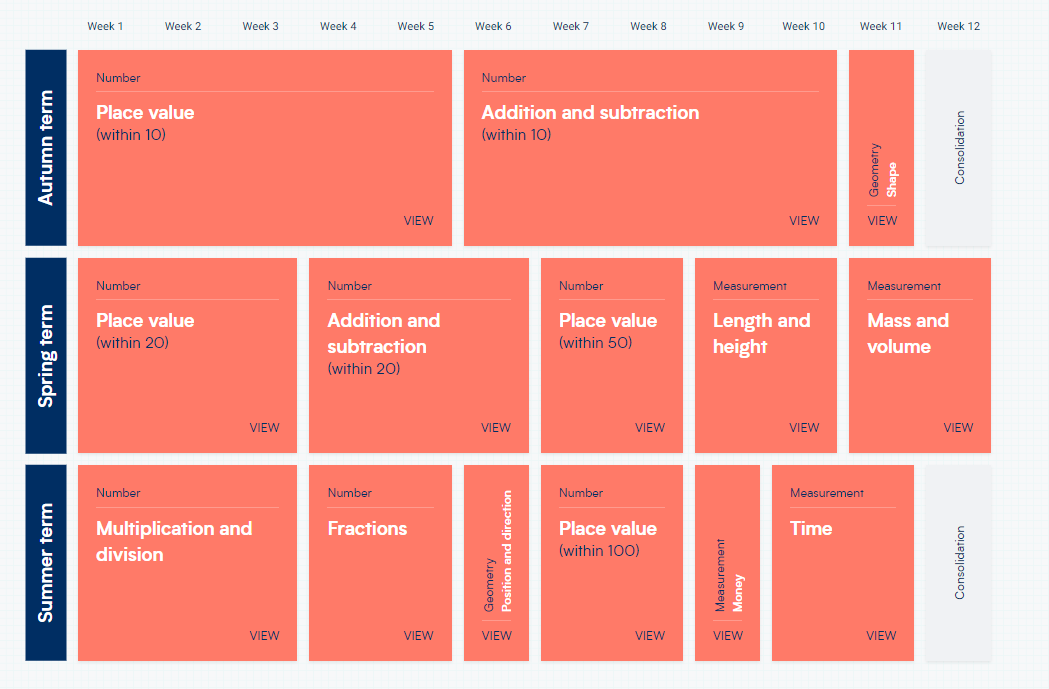 Week 1 Week 2 Week 3 Week 4 Week 5 Week 6 Week 7 Week 8 Week 9 Week 10 Week 11 Week 12
Autumn term
Number
Place value
(within 10)
VIEW
Number
Addition and subtraction
(within 10)
VIEW
Geometry
Shape
VIEW
Consolidation
Spring term
Number
Place value
(within 20)
VIEW
Number
Addition and
subtraction
(within 20)
VIEW
Number
Place value
(within 50)
VIEW
Measurement
Length and
height
VIEW
Measurement
Mass and
volume
VIEW
Summer term
Number
Multiplication and
division
VIEW
Number
Fractions
VIEW
Geometry
Position and direction
VIEW
Number
Place value
(within 100)
VIEW
Measurement
Money
VIEW
Measurement
Time
VIEW
Consolidation